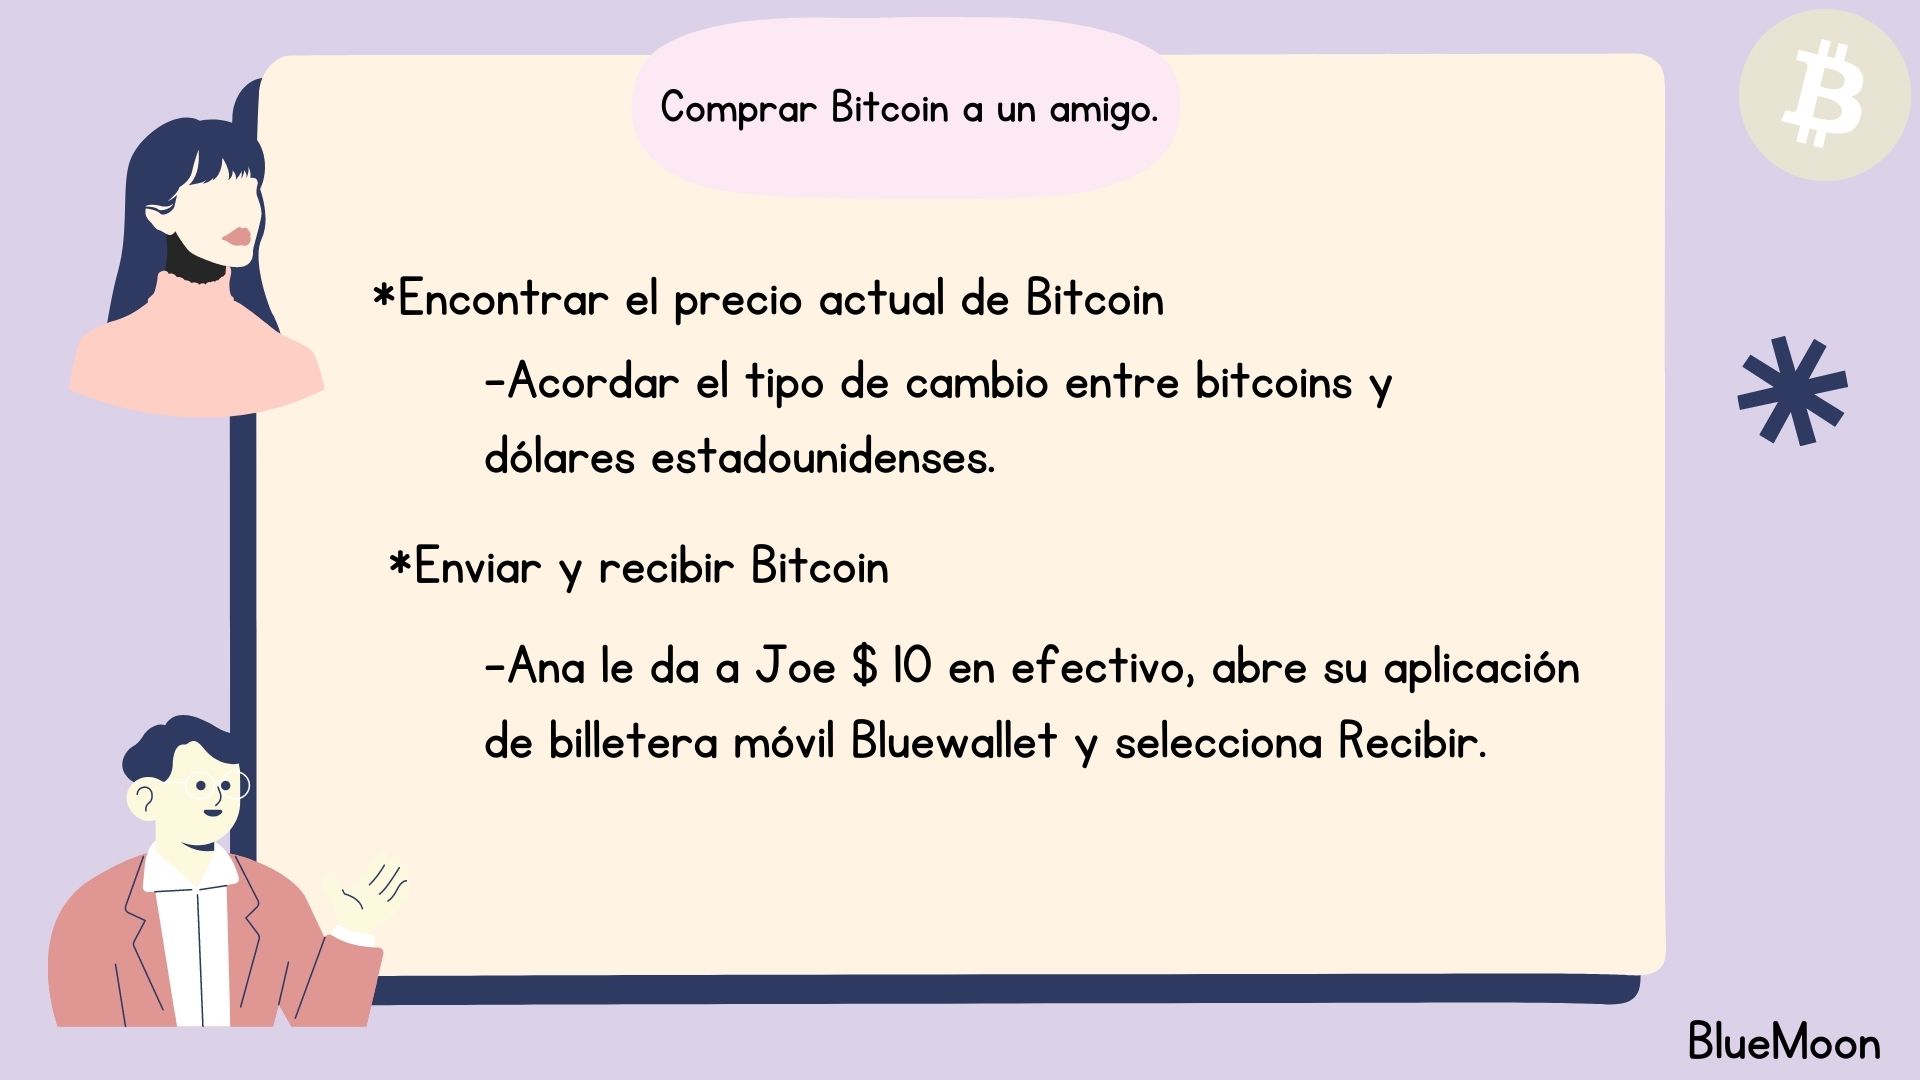 Comprar Bitcoin a un amigo.
*Encontrar el precio actual de Bitcoin
-Acordar el tipo de cambio entre bitcoins y
dólares estadounidenses.
*Enviar y recibir Bitcoin
-Ana le da a Joe $ 10 en efectivo, abre su aplicación
de billetera móvil Bluewallet y selecciona Recibir.
BlueMoon